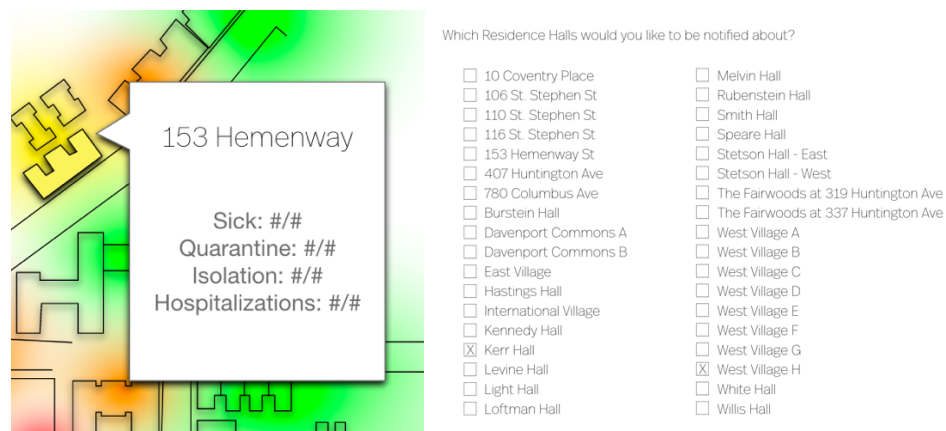 153 Hemenway
Sick: #/#
Quarantine: #/#
Isolation: #/#
Hospitalizations: #/#
Which Residence Halls would you like to be notified about?
10 Coventry Place
106 St. Stephen St
110 St. Stephen St
116 St. Stephen St
153 Hemenway St
407 Huntington Ave
780 Columbus Ave
Burstein Hall
Davenport Commons A
Davenport Commons B
East Village
Hastings Hall
International Village
Kennedy Hall
X Kerr Hall
Levine Hall
Light Hall
Loftman Hall
Melvin Hall
Rubenstein Hall
Smith Hall
Speare Hall
Stetson Hall - East
Stetson Hall - West
The Fairwoods at 319 Huntington Ave
The Fairwoods at 337 Huntington Ave
West Village A
West Village B
West Village C
West Village D
West Village E
West Village F
West Village G
X West Village H
White Hall
Willis Hall